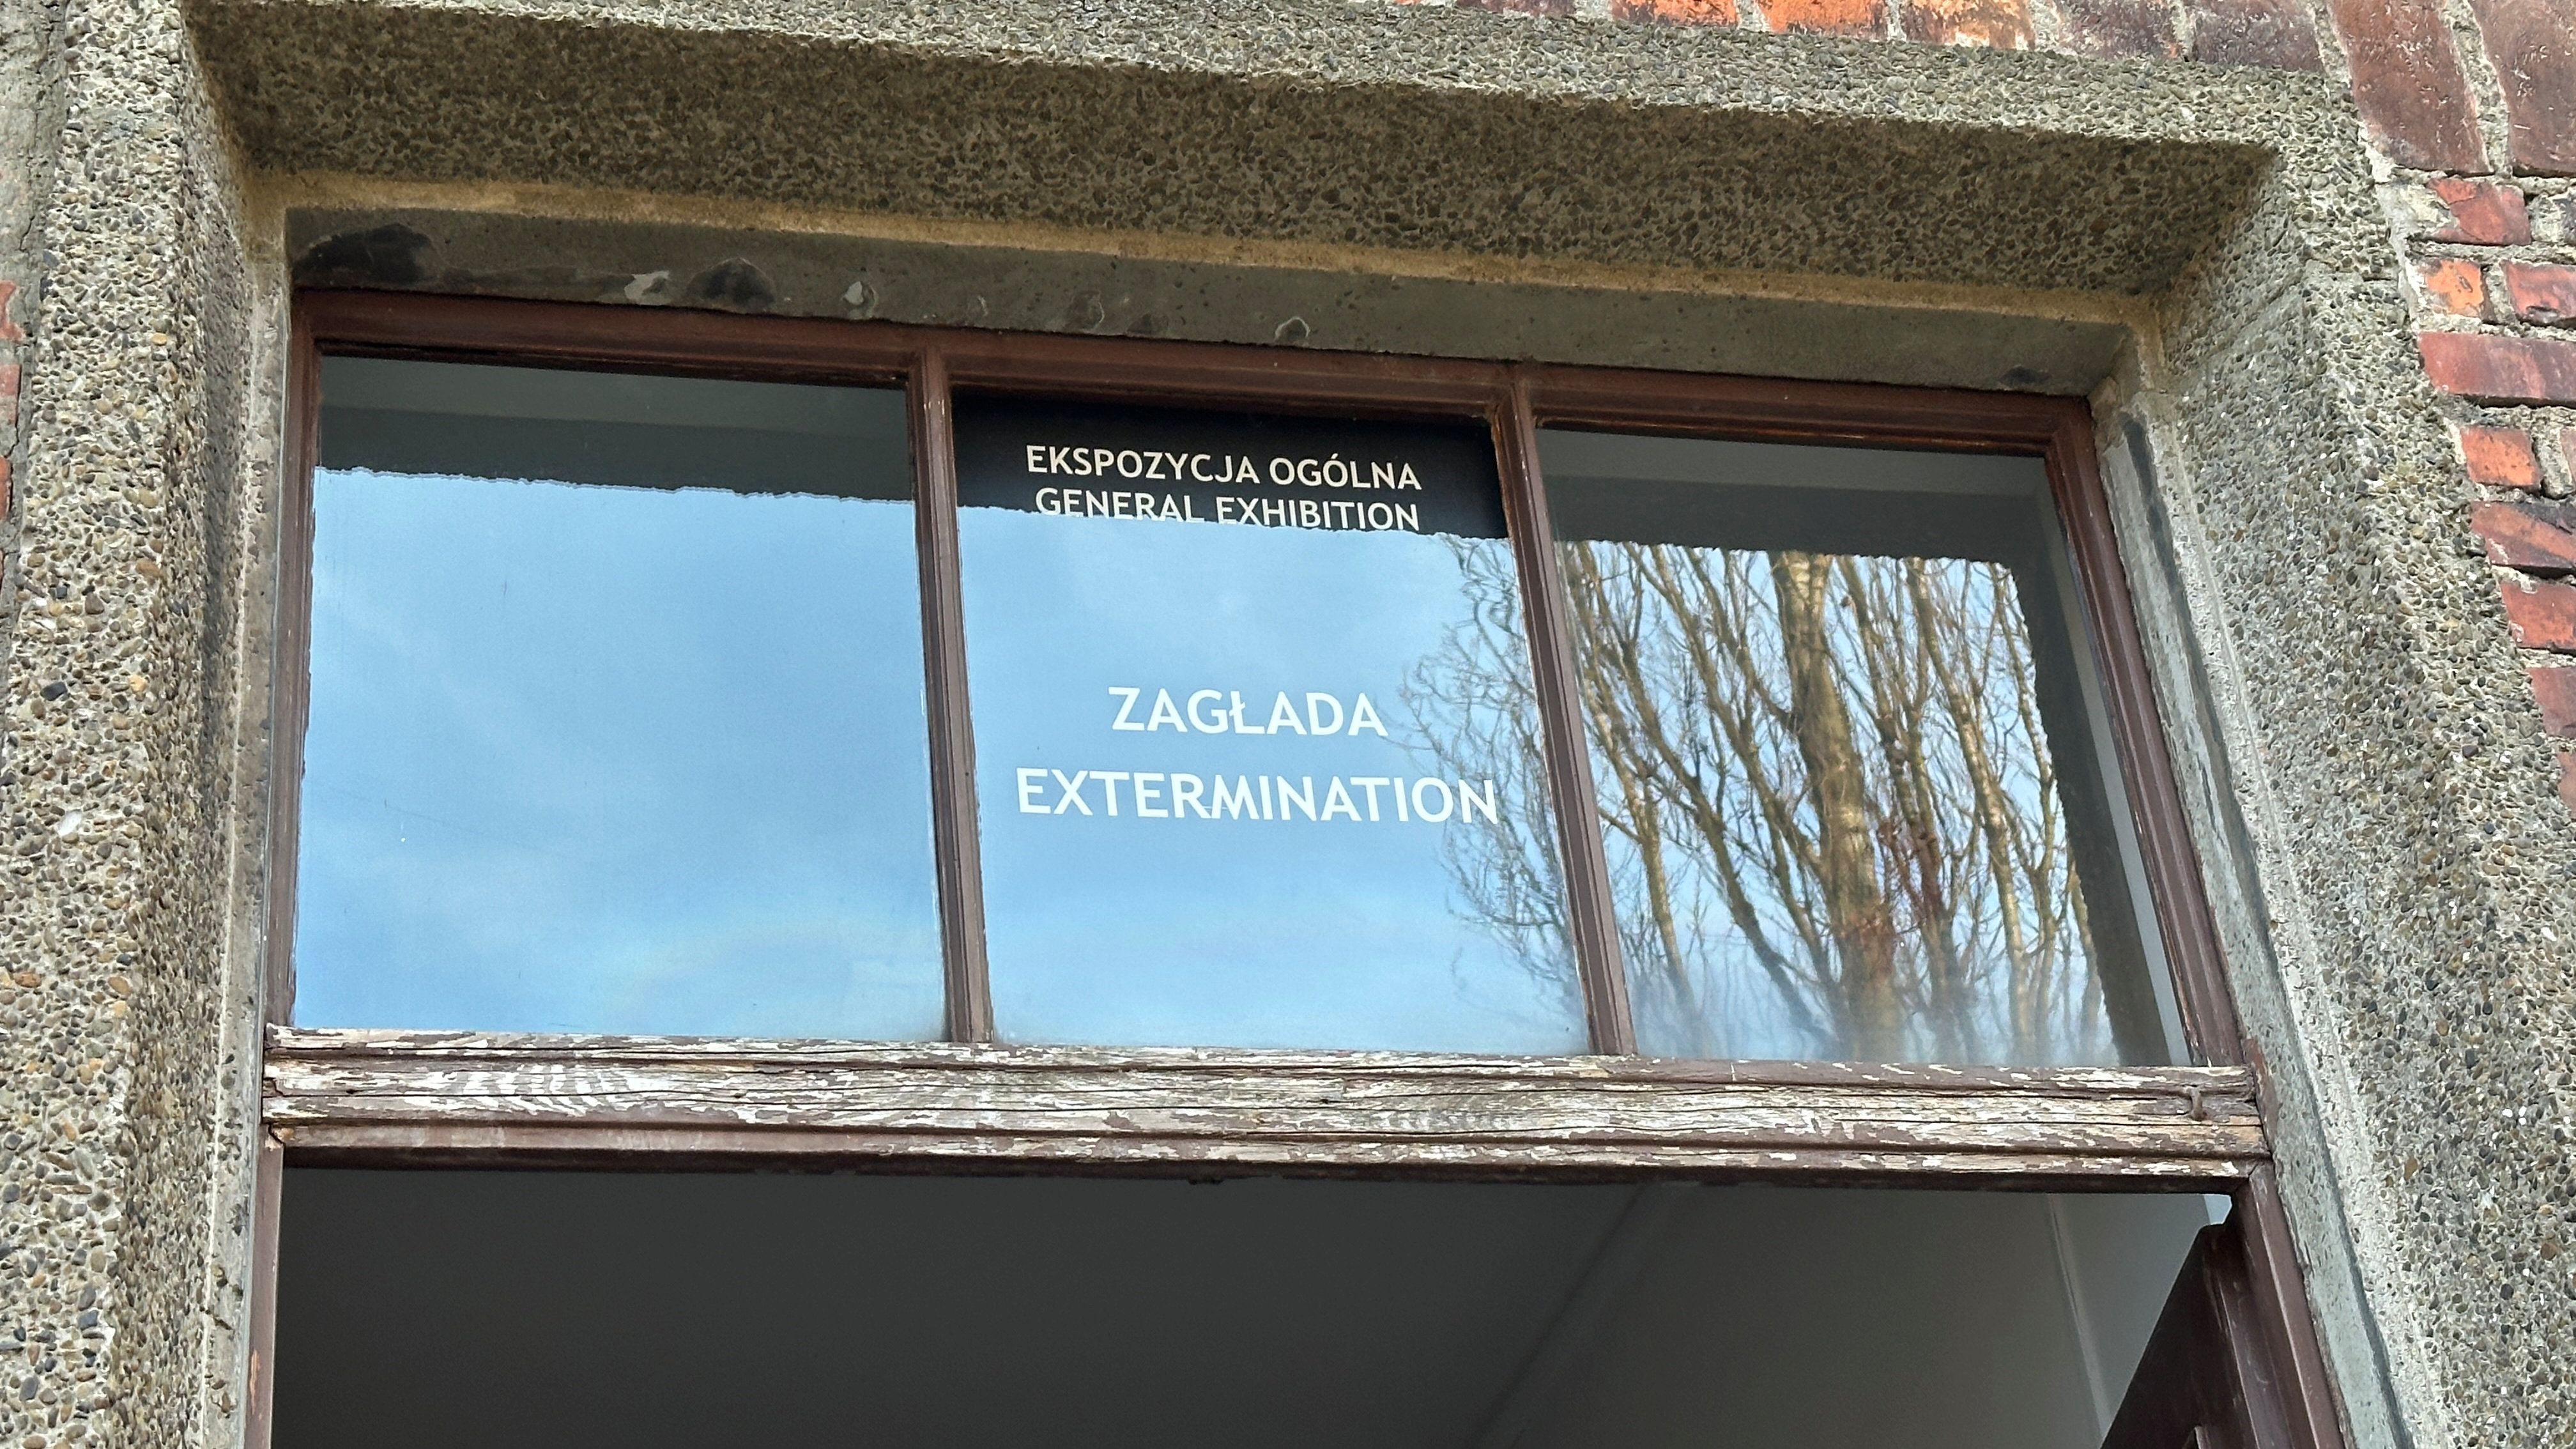 EKSPOZYCJA OGÓLNA
GENERAL EXHIBITION
ZAGŁADA
EXTERMINATION